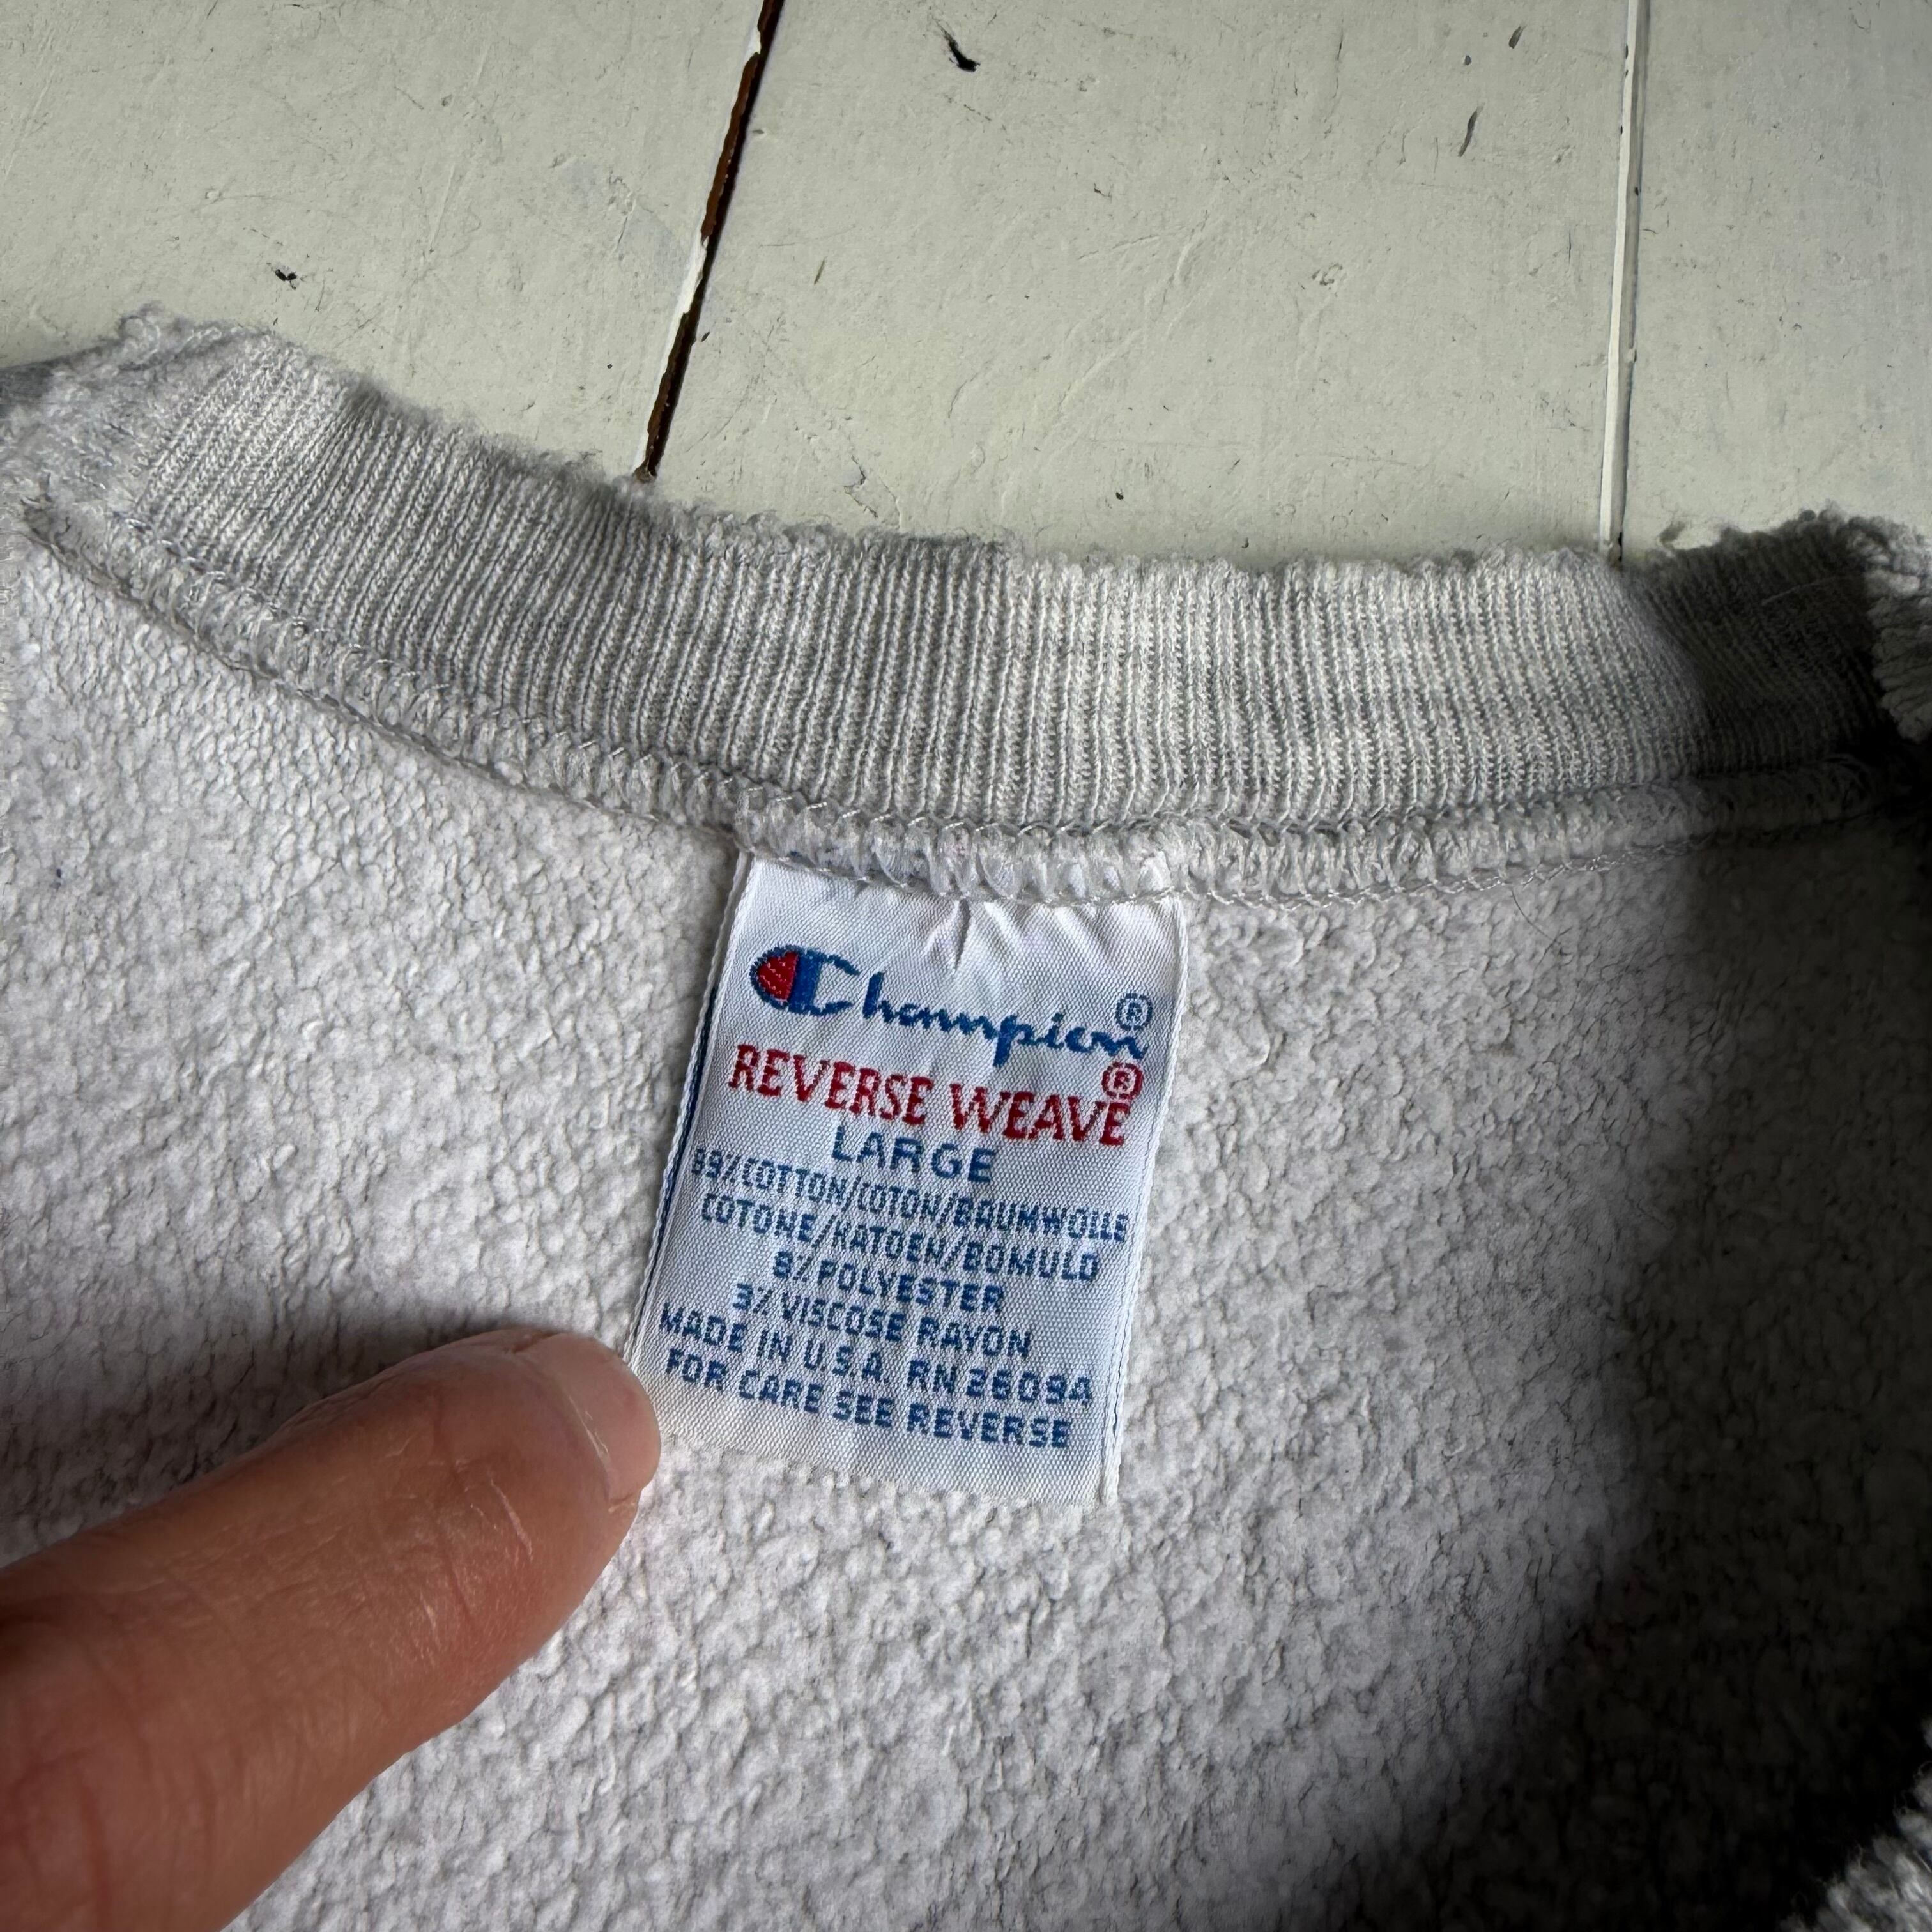 Champion®
REVERSE WEAVE®
LARGE
89% COTTON/COTON/BAUMWOLLE
COTONE/KATOEN/BOMULD
8% POLYESTER
3% VISCOSE RAYON
MADE IN U.S.A. RN 26094
FOR CARE SEE REVERSE